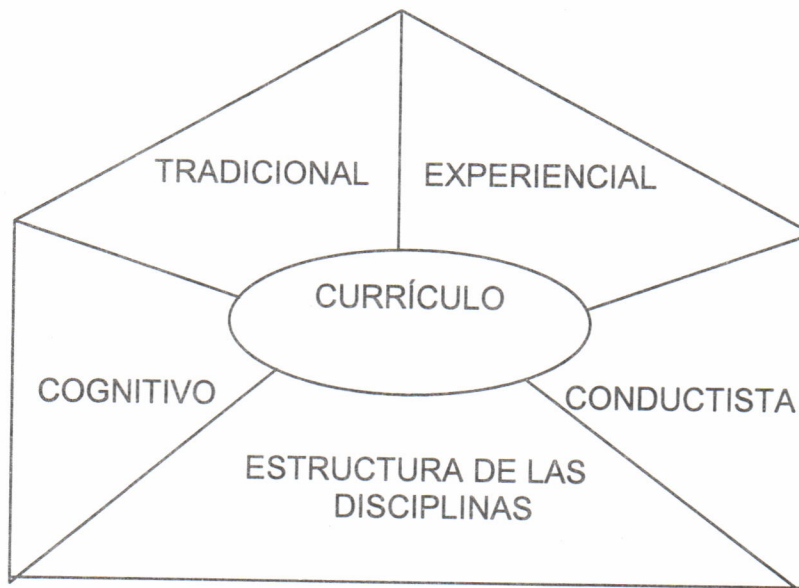 TRADICIONAL
EXPERIENCIAL
CURRÍCULO
COGNITIVO
CONDUCTISTA
ESTRUCTURA DE LAS
DISCIPLINAS